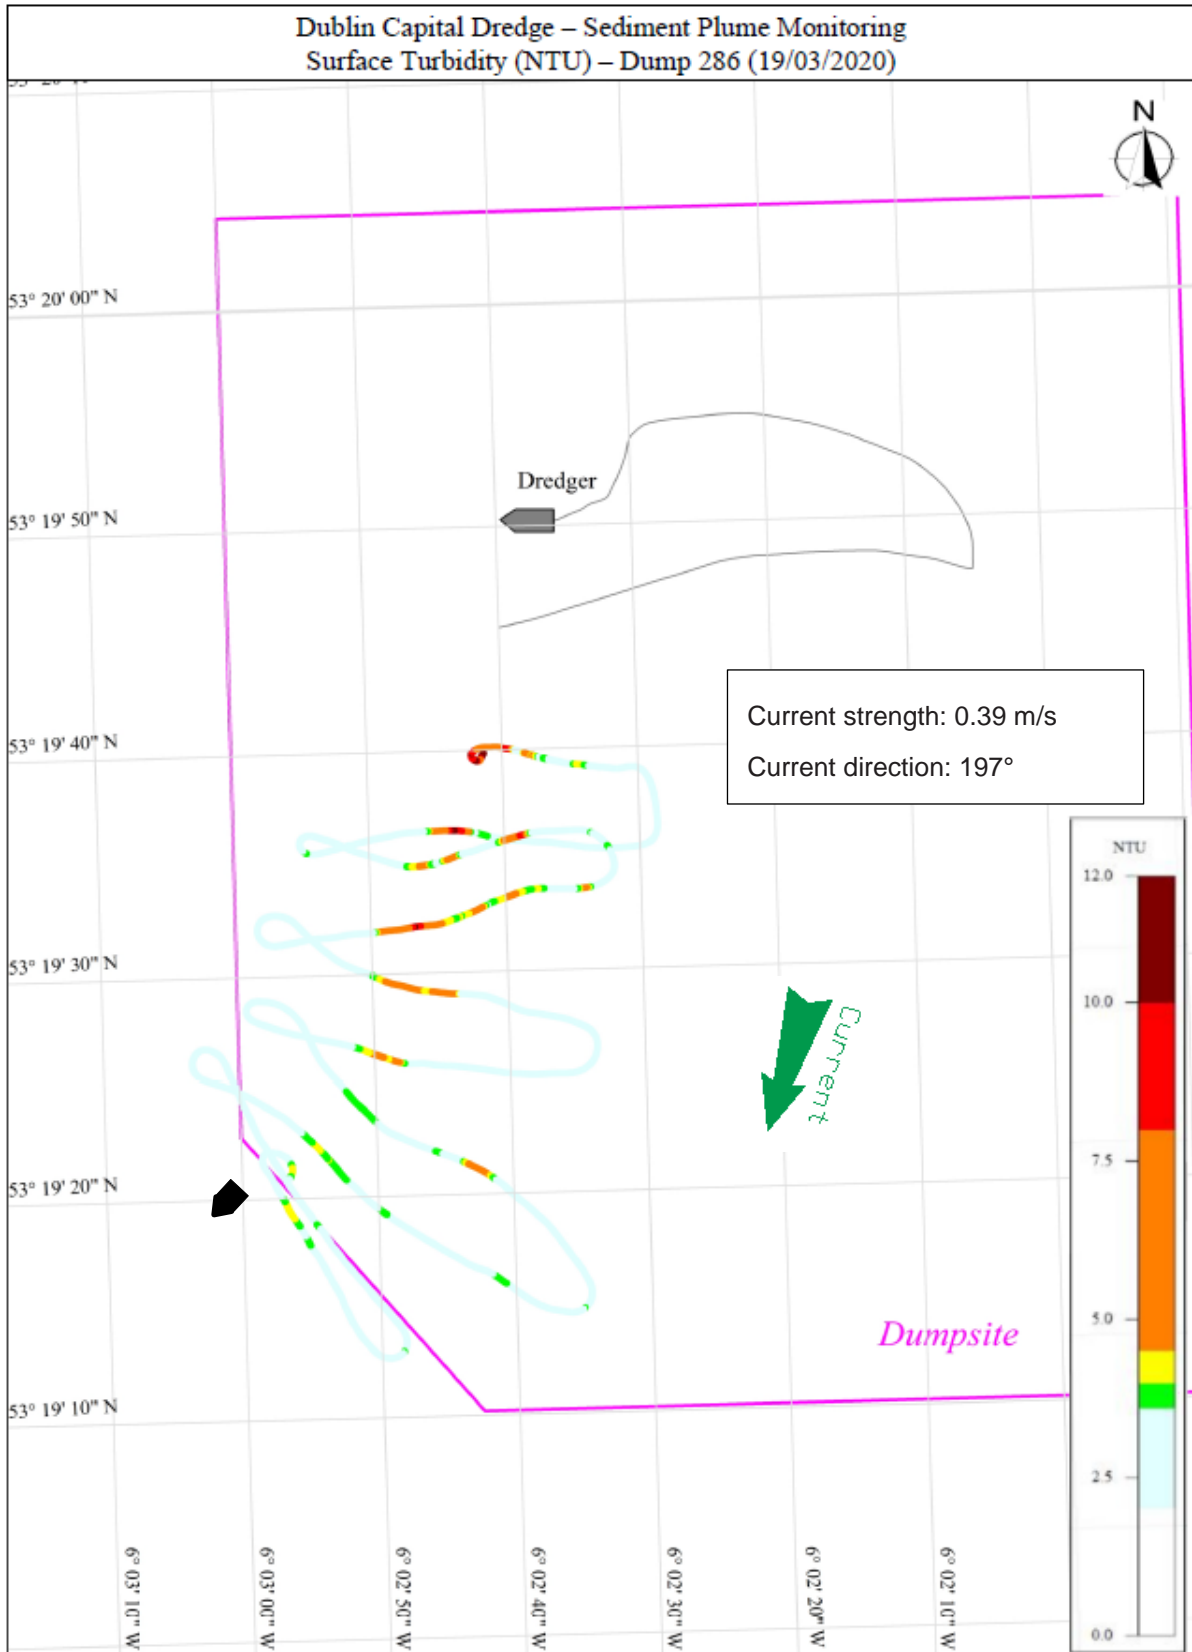 Dublin Capital Dredge – Sediment Plume Monitoring
Surface Turbidity (NTU) – Dump 286 (19/03/2020)
N
53° 20' 00" N
Dredger
53° 19' 50" N
Current strength: 0.39 m/s
Current direction: 197°
53° 19' 40" N
NTU
12.0
10.0
7.5
5.0
2.5
0.0
53° 19' 30" N
Current
53° 19' 20" N
Dumpsite
53° 19' 10" N
6° 03' 10" W
6° 03' 00" W
6° 02' 50" W
6° 02' 40" W
6° 02' 30" W
6° 02' 20" W
6° 02' 10" W